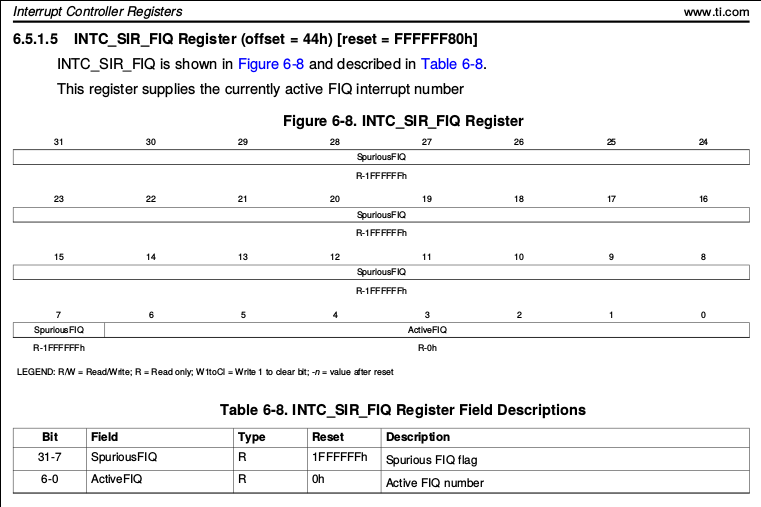 Interrupt Controller Registers www.ti.com
6.5.1.5 INTC_SIR_FIQ Register (offset = 44h) [reset = FFFFFF80h]
INTC_SIR_FIQ is shown in Figure 6-8 and described in Table 6-8.
This register supplies the currently active FIQ interrupt number
Figure 6-8. INTC_SIR_FIQ Register
31 30 29 28 27 26 25 24
SpuriousFIQ
R-1FFFFFFh
23 22 21 20 19 18 17 16
SpuriousFIQ
R-1FFFFFFh
15 14 13 12 11 10 9 8
SpuriousFIQ
R-1FFFFFFh
7 6 5 4 3 2 1 0
SpuriousFIQ ActiveFIQ
R-1FFFFFFh R-0h
LEGEND: R/W = Read/Write; R = Read only; W1toCl = Write 1 to clear bit; -n = value after reset
Table 6-8. INTC_SIR_FIQ Register Field Descriptions
Bit Field Type Reset Description
31-7 SpuriousFIQ R 1FFFFFFh Spurious FIQ flag
6-0 ActiveFIQ R 0h Active FIQ number